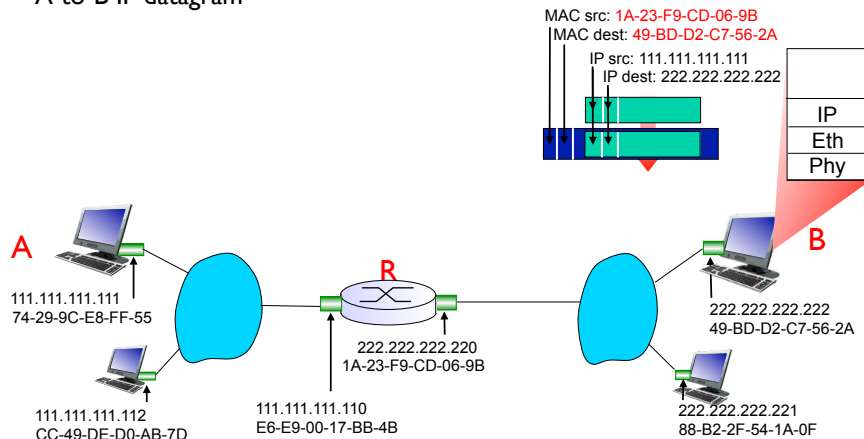 A to B IP datagram
MAC src: 1A-23-F9-CD-06-9B
MAC dest: 49-BD-D2-C7-56-2A
IP src: 111.111.111.111
IP dest: 222.222.222.222
IP
Eth
Phy
A
B
R
111.111.111.111
74-29-9C-E8-FF-55
222.222.222.222
49-BD-D2-C7-56-2A
222.222.222.220
1A-23-F9-CD-06-9B
111.111.111.112
CC-49-DE-D0-AB-7D
111.111.111.110
E6-E9-00-17-BB-4B
222.222.222.221
88-B2-2F-54-1A-0F